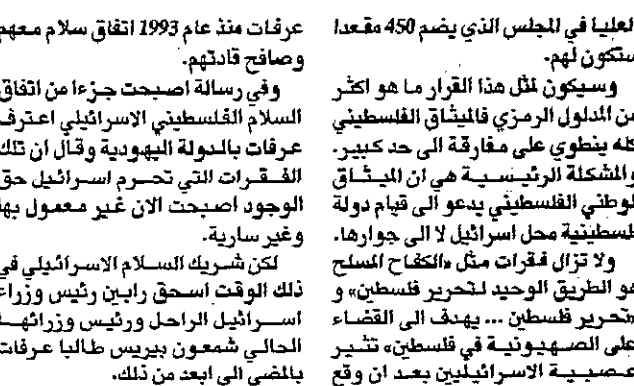 العليا في المجلس الذي يضم 450 مقعدا
ستكون لهم.
وسيكون لمثل هذا القرار ما هو اكثر
من المدلول الرمزي فالميثاق الفلسطيني
كله ينطوي على مفارقة الى حد كبير.
والمشكلة الرئيسية هي ان الميثاق
الوطني الفلسطيني يدعو الى قيام دولة
فلسطينية محل اسرائيل لا الى جوارها.
ولا تزال فقرات مثل «الكفاح المسلح
هو الطريق الوحيد لتحرير فلسطين» و
«تحرير فلسطين ... يهدف الى القضاء
على الصهيونية في فلسطين» تثير
عصبية الاسرائيليين بعد ان وقع
عرفات منذ عام 1993 اتفاق سلام معهم
وصافح قادتهم.
وفي رسالة اصبحت جزءا من اتفاق
السلام الفلسطيني الاسرائيلي اعترف
عرفات بالدولة اليهودية وقال ان تلك
الفقرات التي تحرم اسرائيل حق
الوجود اصبحت الان غير معمول بها
وغير سارية.
لكن شريك السلام الاسرائيلي في
ذلك الوقت اسحق رابين رئيس وزراء
اسرائيل الراحل ورئيس وزرائها
الحالي شمعون بيريس طالبا عرفات
بالمضي الى ابعد من ذلك.